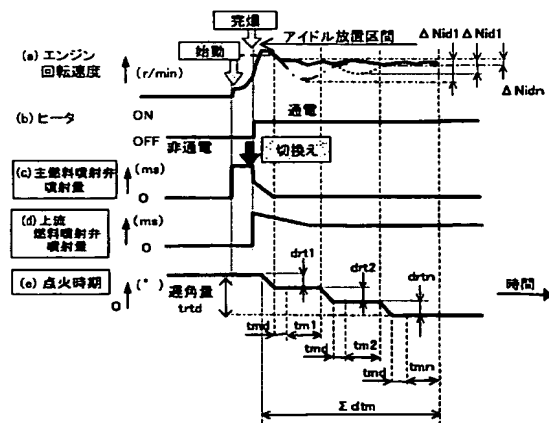 完爆
始動
アイドル放置区間
ΔNid1 ΔNid1
ΔNidn
(a) エンジン
回転速度
(r/min)
(b) ヒータ
ON
OFF
通電
非通電
切換え
(c) 主燃料噴射弁
噴射量
(ms)
0
(d) 上流
燃料噴射弁
噴射量
(ms)
0
(e) 点火時期
(°)
0
遅角量
trtd
drt1
drt2
drtn
時間
tmd
tm1
tmd
tm2
tmd
tmn
Σdtm